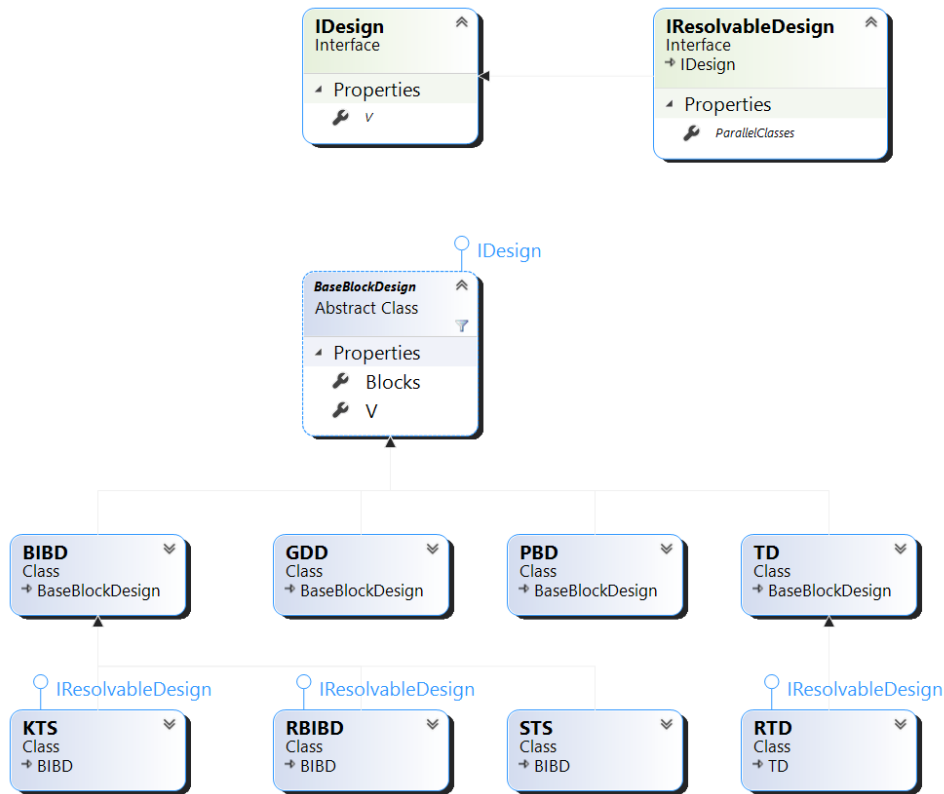 IDesign
Interface
Properties
V
IResolvableDesign
Interface
IDesign
Properties
ParallelClasses
IDesign
BaseBlockDesign
Abstract Class
Properties
Blocks
V
BIBD
Class
BaseBlockDesign
GDD
Class
BaseBlockDesign
PBD
Class
BaseBlockDesign
TD
Class
BaseBlockDesign
IResolvableDesign
KTS
Class
BIBD
IResolvableDesign
RBIBD
Class
BIBD
STS
Class
BIBD
IResolvableDesign
RTD
Class
TD